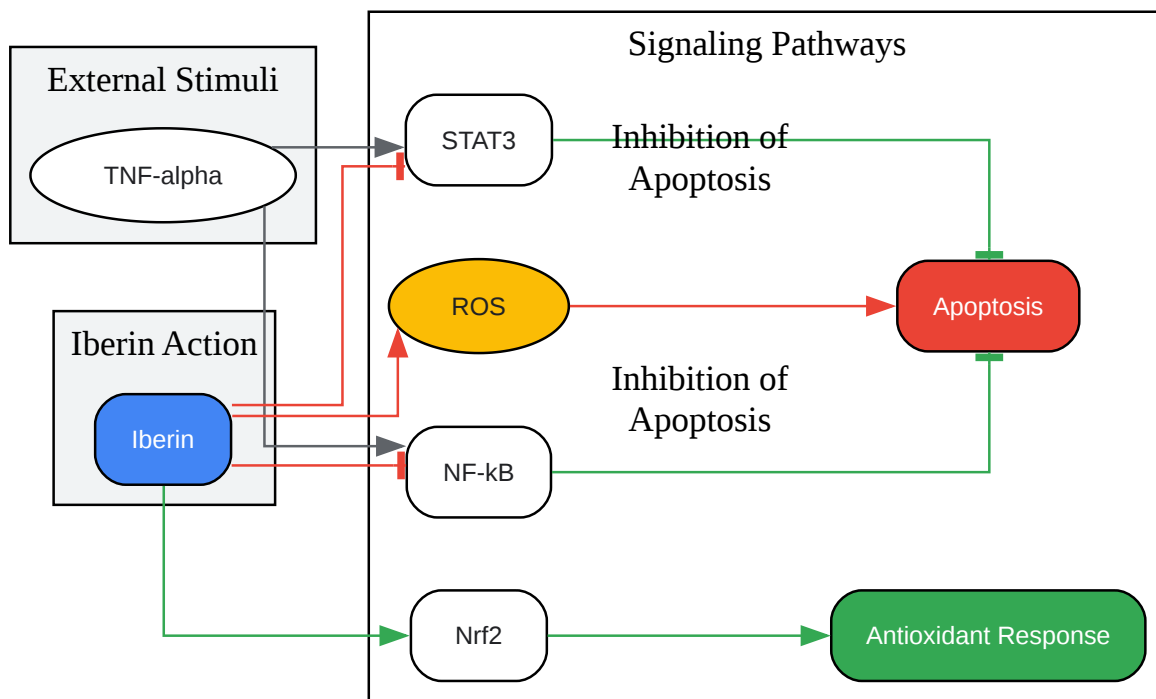 Signaling Pathways
External Stimuli
STAT3
Inhibition of
Apoptosis
TNF-alpha
ROS
Apoptosis
Iberin Action
Inhibition of
Apoptosis
Iberin
NF-kB
Nrf2
Antioxidant Response